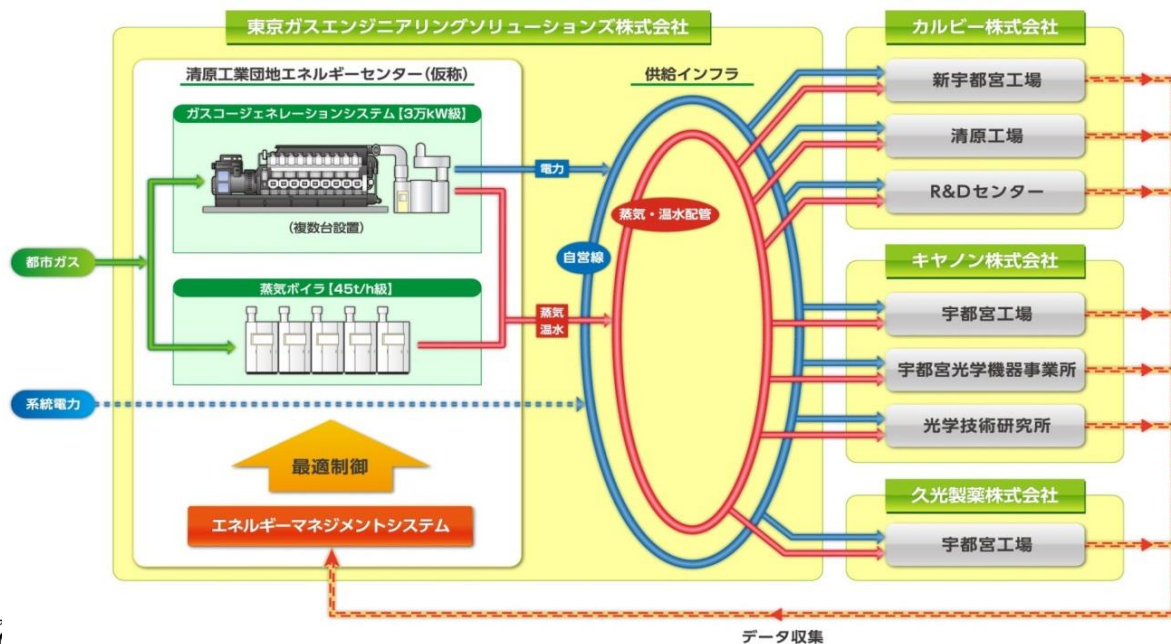 東京ガスエンジニアリングソリューションズ株式会社
清原工業団地エネルギーセンター(仮称)
ガスコージェネレーションシステム【3万kW級】
(複数台設置)
蒸気ボイラ【45t/h級】
都市ガス
系統電力
最適制御
エネルギーマネジメントシステム
電力
蒸気
温水
供給インフラ
蒸気・温水配管
自営線
カルビー株式会社
新宇都宮工場
清原工場
R&Dセンター
キヤノン株式会社
宇都宮工場
宇都宮光学機器事業所
光学技術研究所
久光製薬株式会社
宇都宮工場
データ収集